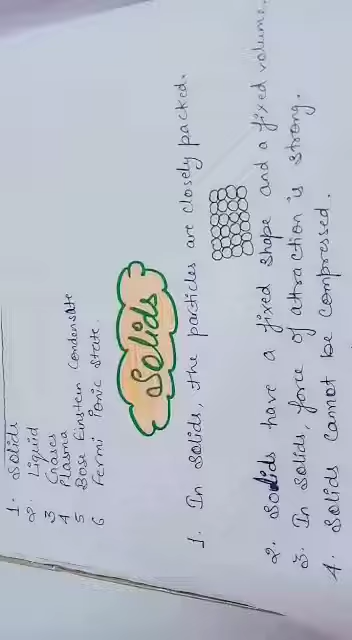 1. Solids
2. Liquid
3 Gases
4 Plasma
5 Bose Einstein Condensate
6 Fermi Ionic State.
Solids
1. In Solids, the particles are closely packed.
2. Solids have a fixed shape and a fixed volume.
3. In Solids, force of attraction is strong.
4. Solids cannot be compressed.